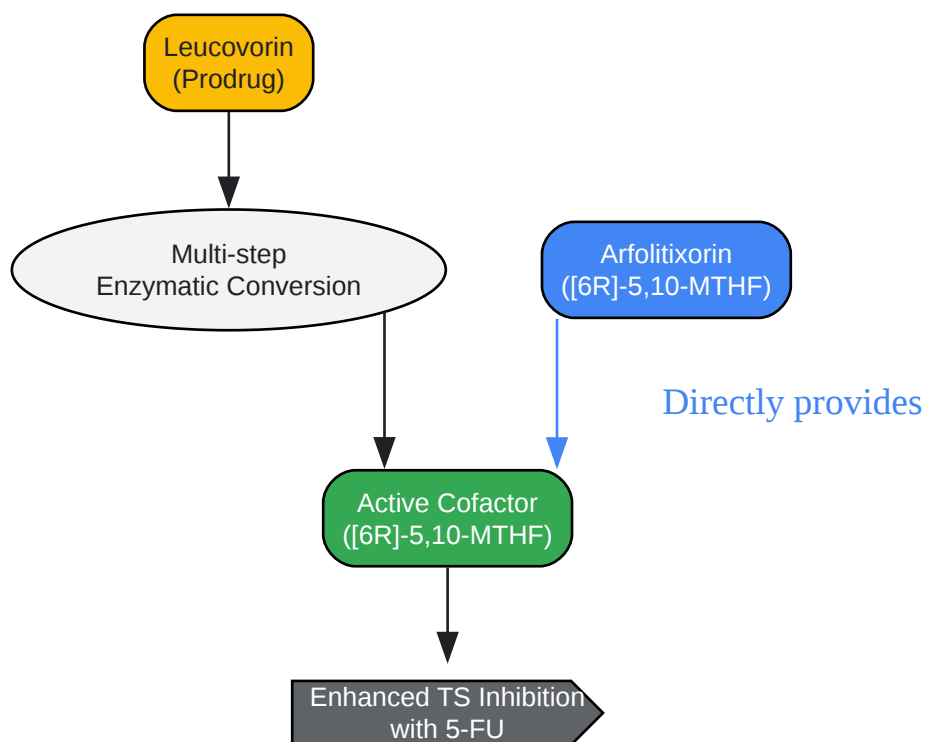 Leucovorin
(Prodrug)
Multi-step
Enzymatic Conversion
Arfolitixorin
([6R]-5,10-MTHF)
Directly provides
Active Cofactor
([6R]-5,10-MTHF)
Enhanced TS Inhibition
with 5-FU